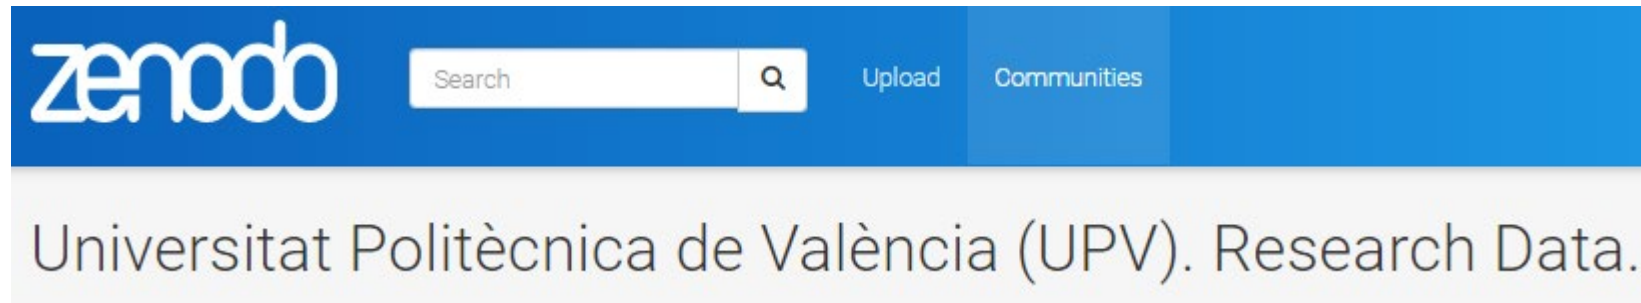 zenodo Search Upload Communities
Universitat Politècnica de València (UPV). Research Data.